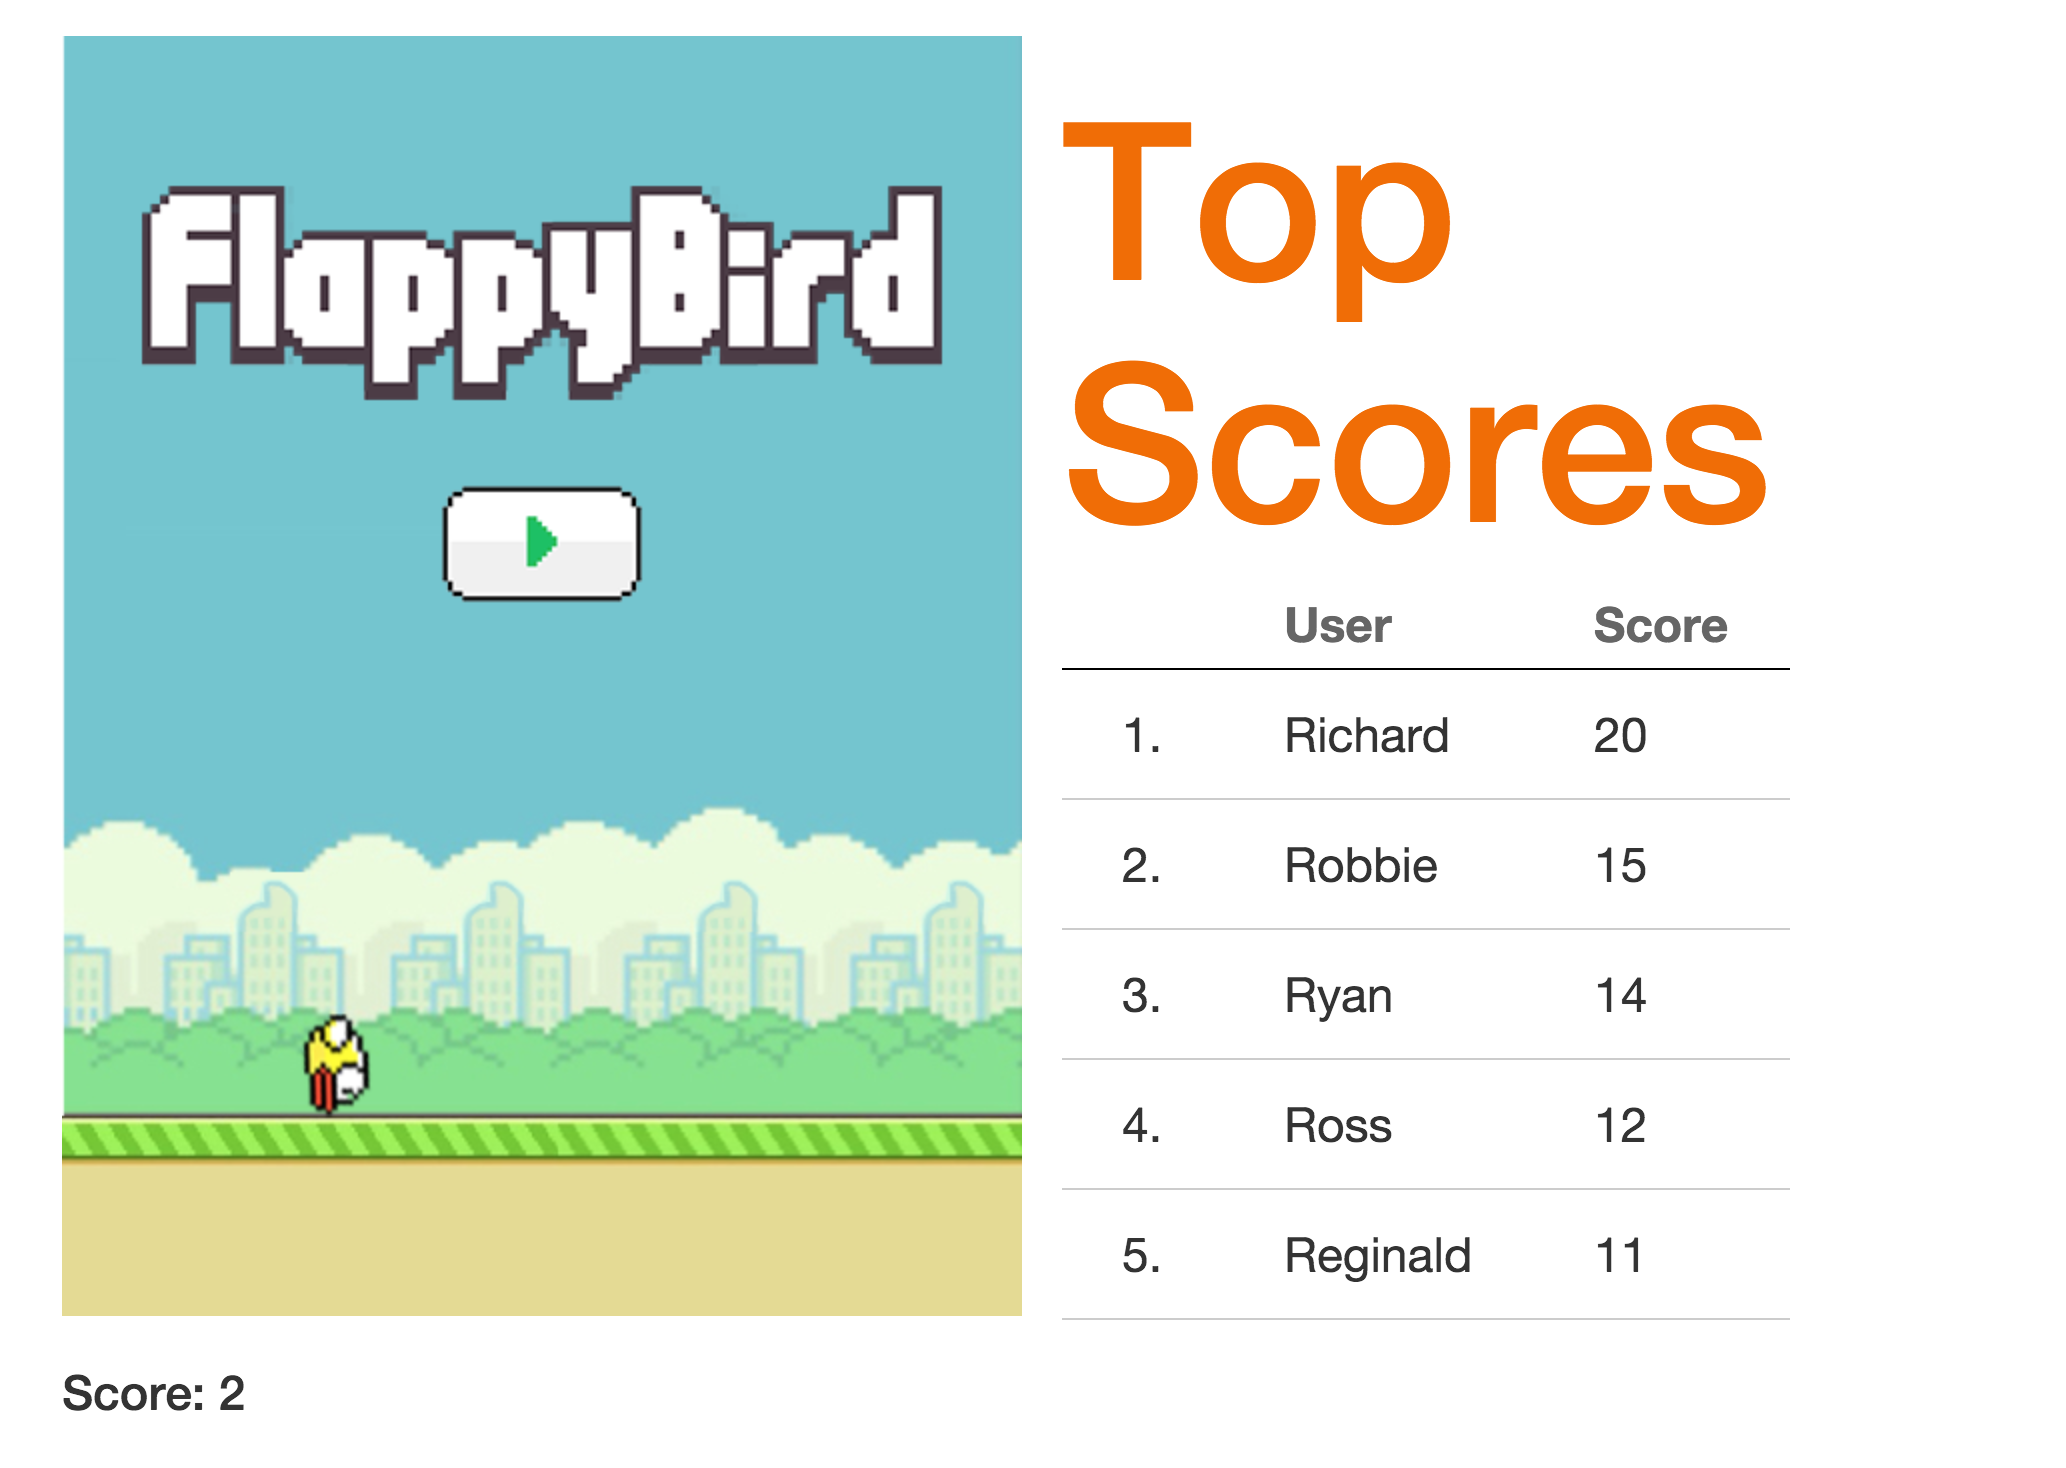 FlappyBird
Score: 2
Top
Scores
User Score
1. Richard 20
2. Robbie 15
3. Ryan 14
4. Ross 12
5. Reginald 11